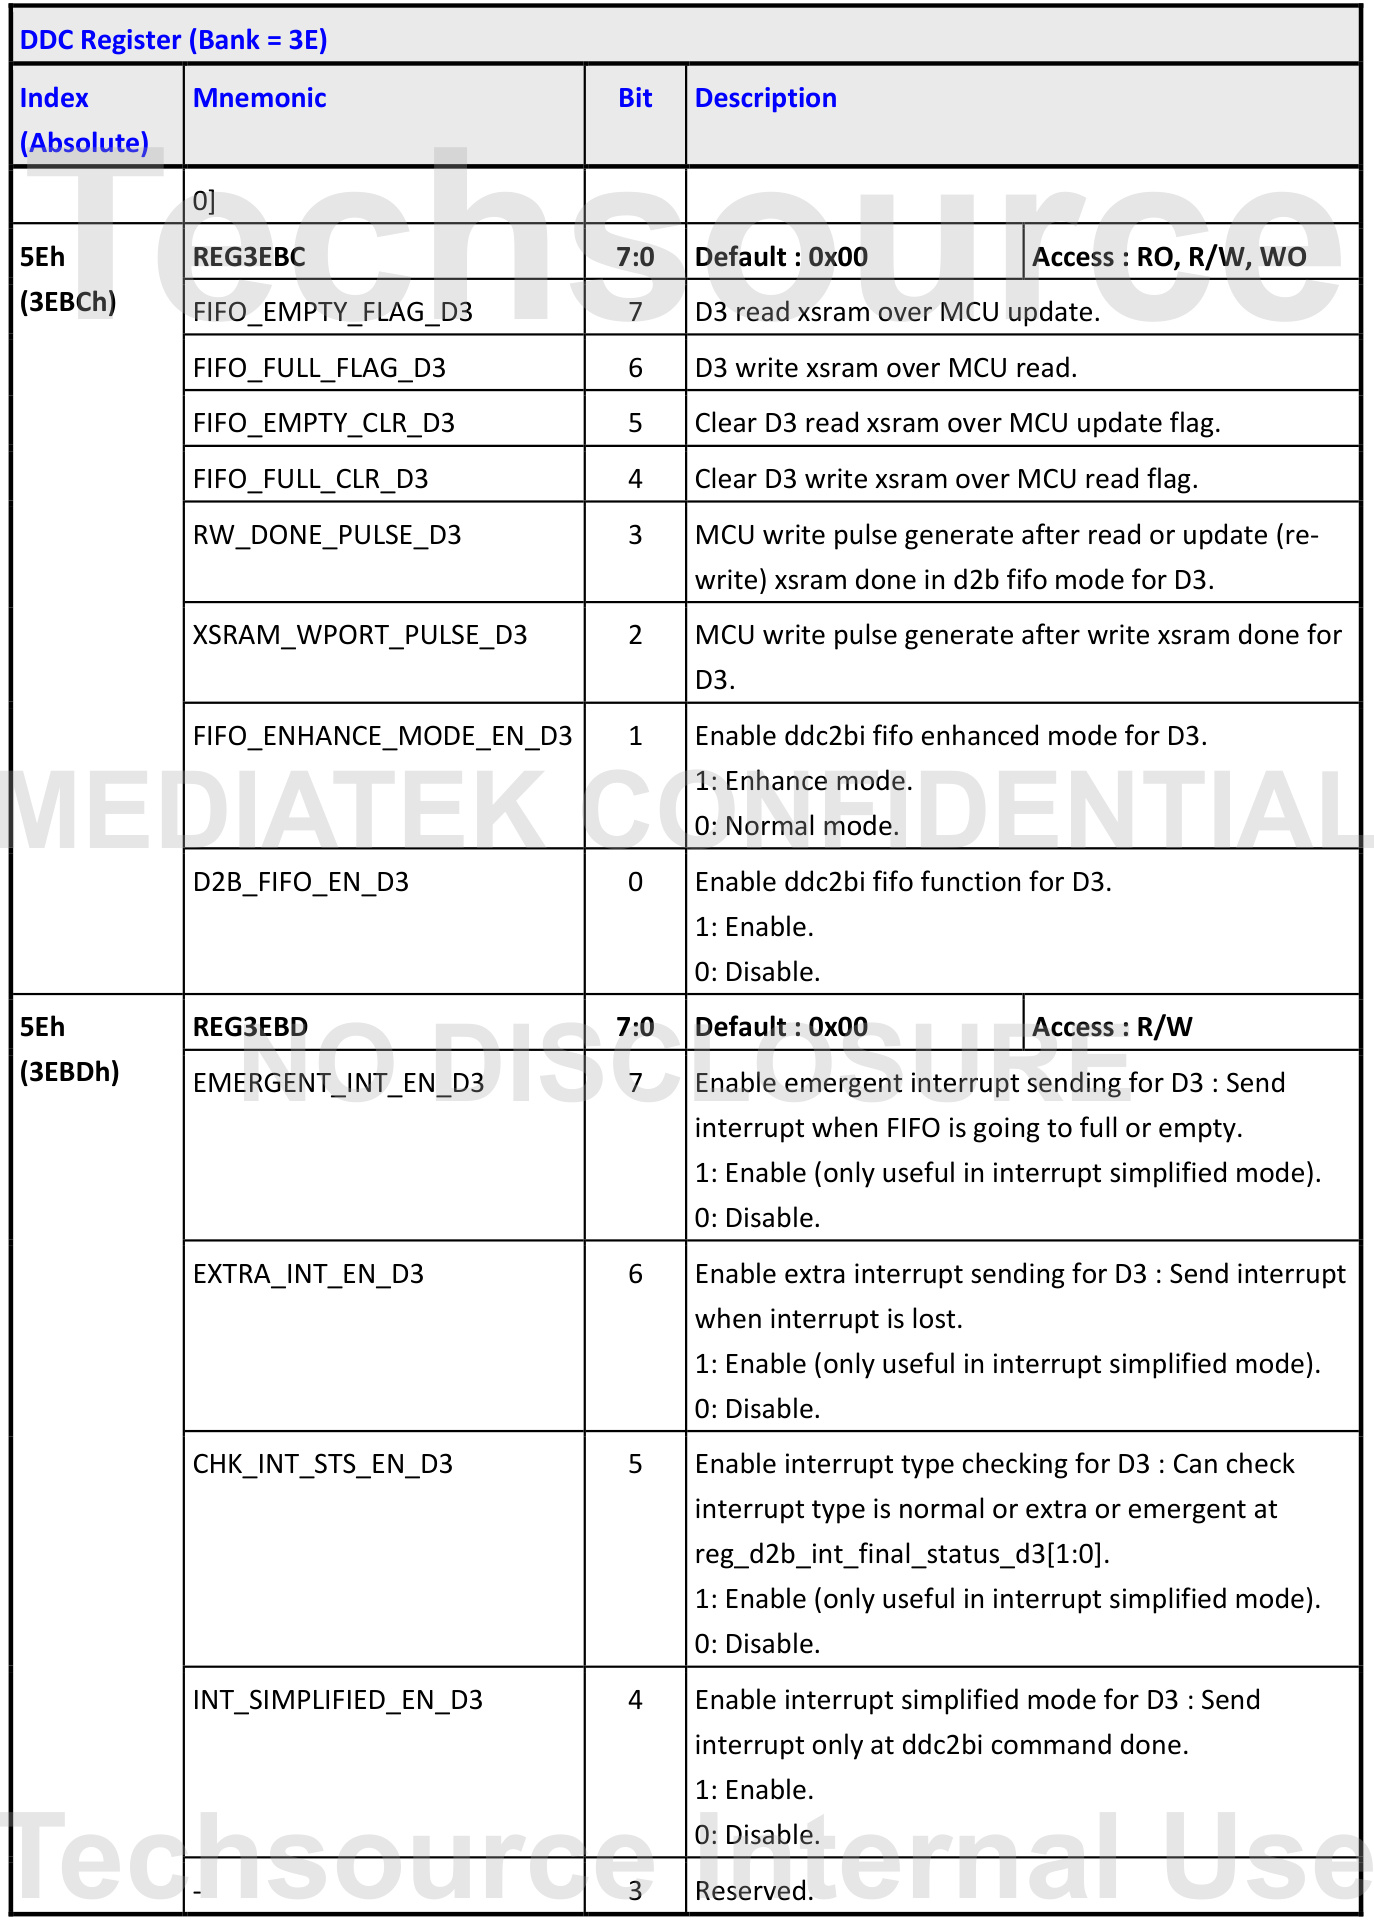 DDC Register (Bank = 3E)
Index (Absolute) Mnemonic Bit Description
0]
5Eh (3EBCh) REG3EBC 7:0 Default : 0x00 Access : RO, R/W, WO
FIFO_EMPTY_FLAG_D3 7 D3 read xsram over MCU update.
FIFO_FULL_FLAG_D3 6 D3 write xsram over MCU read.
FIFO_EMPTY_CLR_D3 5 Clear D3 read xsram over MCU update flag.
FIFO_FULL_CLR_D3 4 Clear D3 write xsram over MCU read flag.
RW_DONE_PULSE_D3 3 MCU write pulse generate after read or update (re-
write) xsram done in d2b fifo mode for D3.
XSRAM_WPORT_PULSE_D3 2 MCU write pulse generate after write xsram done for
D3.
FIFO_ENHANCE_MODE_EN_D3 1 Enable ddc2bi fifo enhanced mode for D3.
1: Enhance mode.
0: Normal mode.
D2B_FIFO_EN_D3 0 Enable ddc2bi fifo function for D3.
1: Enable.
0: Disable.
5Eh (3EBDh) REG3EBD 7:0 Default : 0x00 Access : R/W
EMERGENT_INT_EN_D3 7 Enable emergent interrupt sending for D3 : Send
interrupt when FIFO is going to full or empty.
1: Enable (only useful in interrupt simplified mode).
0: Disable.
EXTRA_INT_EN_D3 6 Enable extra interrupt sending for D3 : Send interrupt
when interrupt is lost.
1: Enable (only useful in interrupt simplified mode).
0: Disable.
CHK_INT_STS_EN_D3 5 Enable interrupt type checking for D3 : Can check
interrupt type is normal or extra or emergent at
reg_d2b_int_final_status_d3[1:0].
1: Enable (only useful in interrupt simplified mode).
0: Disable.
INT_SIMPLIFIED_EN_D3 4 Enable interrupt simplified mode for D3 : Send
interrupt only at ddc2bi command done.
1: Enable.
0: Disable.
- 3 Reserved.
Techsource
MEDIATEK CONFIDENTIAL
NO DISCLOSURE
Techsource Internal Use